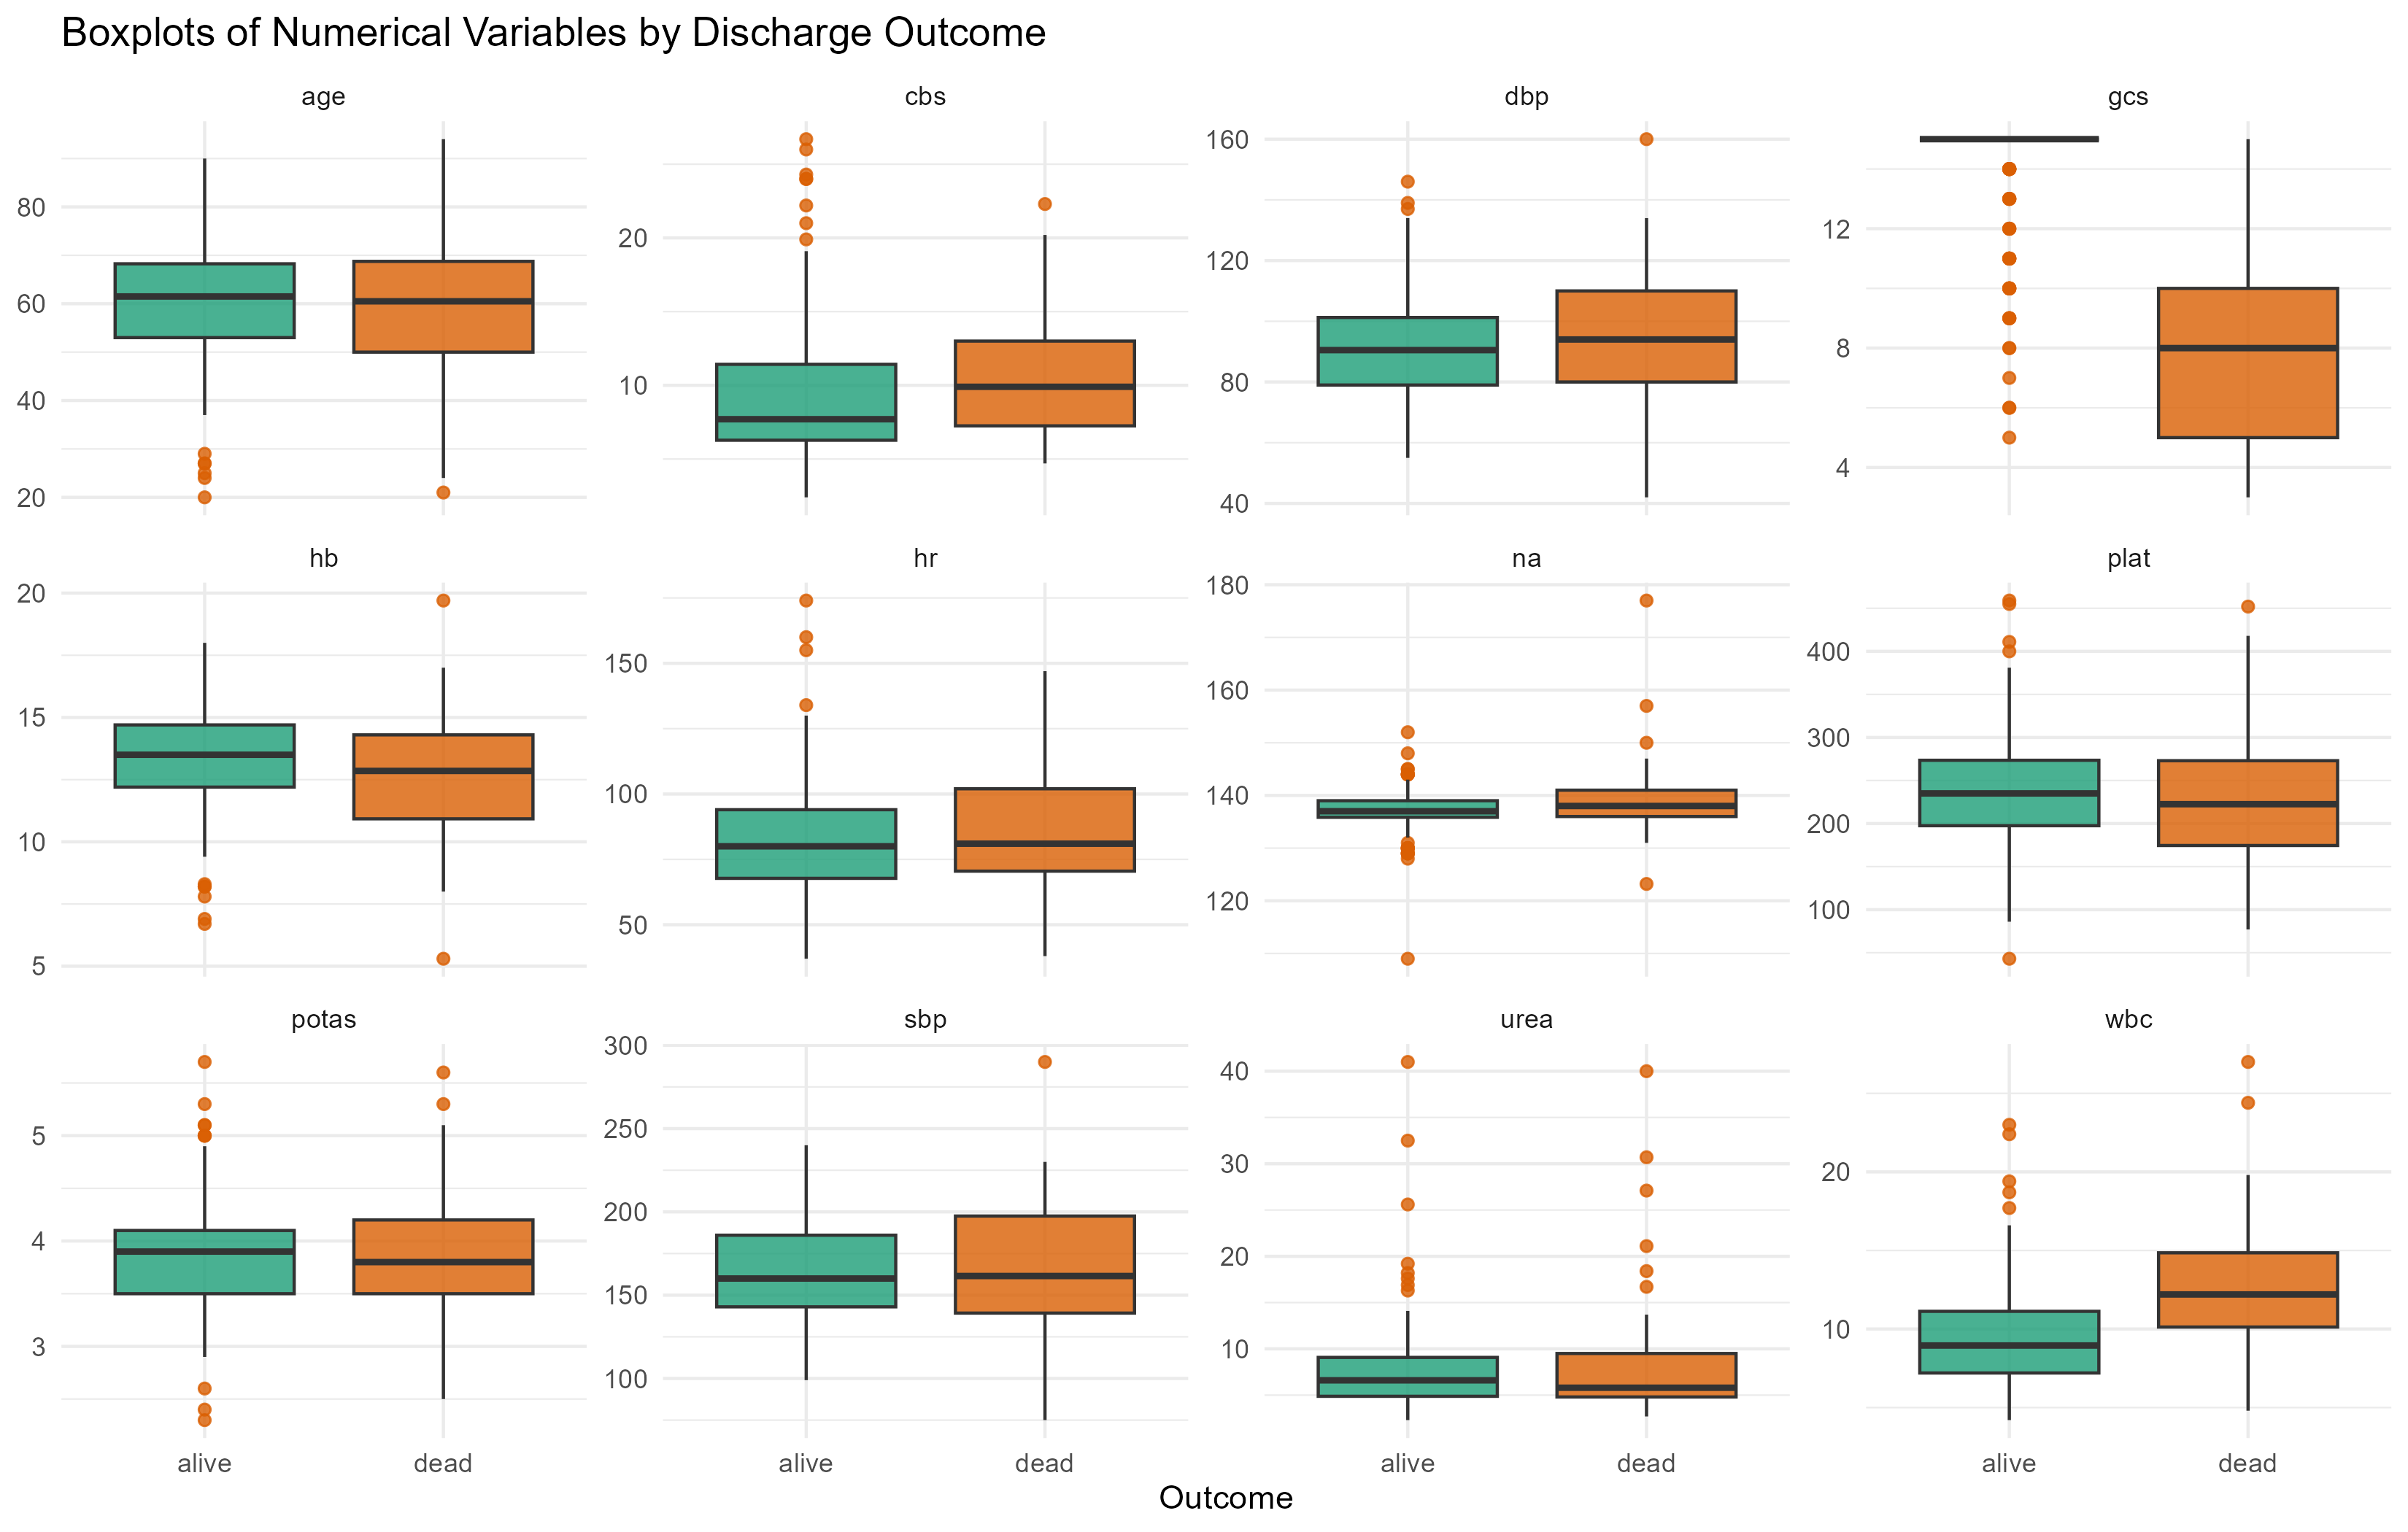 Boxplots of Numerical Variables by Discharge Outcome
age
cbs
dbp
gcs
80
60
40
20
20
10
160
120
80
40
12
8
4
hb
hr
na
plat
20
15
10
5
150
100
50
180
160
140
120
400
300
200
100
potas
sbp
urea
wbc
5
4
3
300
250
200
150
100
40
30
20
10
20
10
alive
dead
alive
dead
alive
dead
alive
dead
Outcome